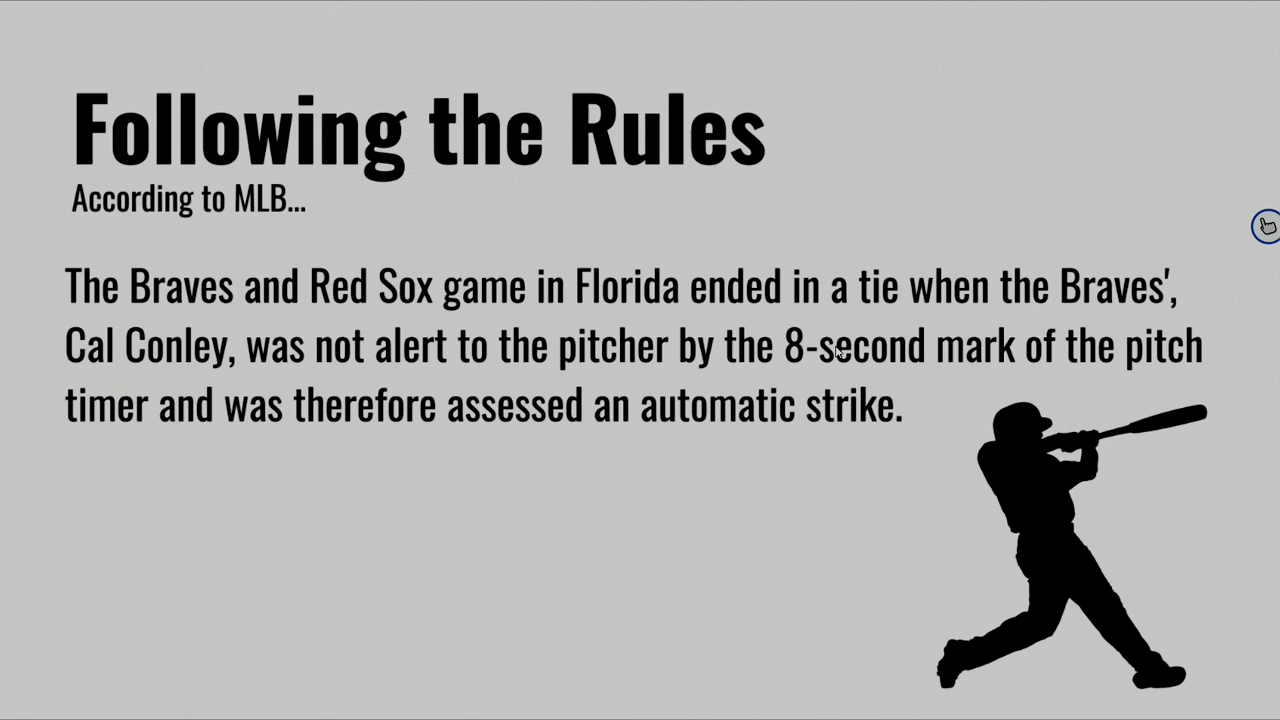 Following the Rules
According to MLB...
The Braves and Red Sox game in Florida ended in a tie when the Braves',
Cal Conley, was not alert to the pitcher by the 8-second mark of the pitch
timer and was therefore assessed an automatic strike.